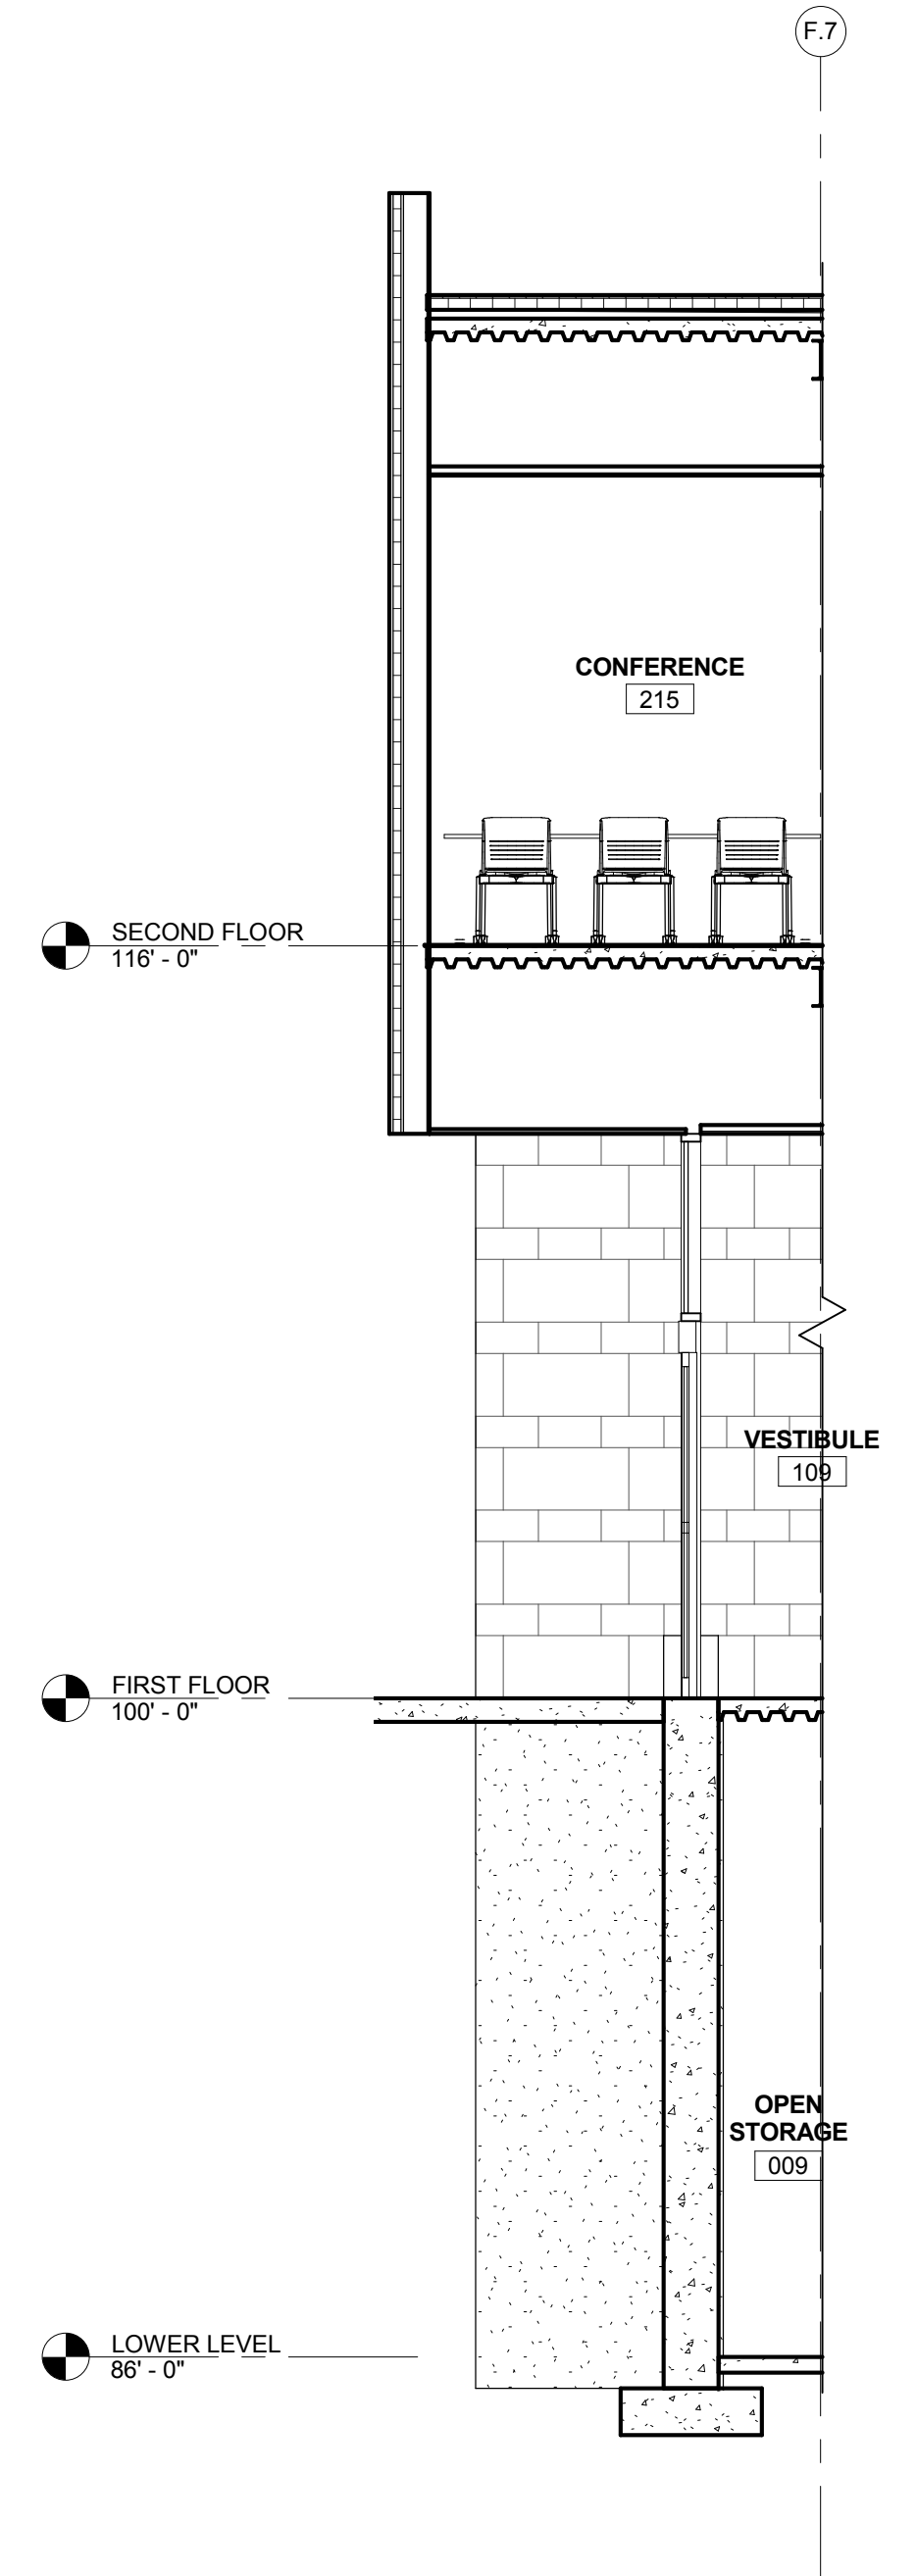 F.7
CONFERENCE
215
SECOND FLOOR
116' - 0"
VESTIBULE
109
FIRST FLOOR
100' - 0"
OPEN
STORAGE
009
LOWER LEVEL
86' - 0"